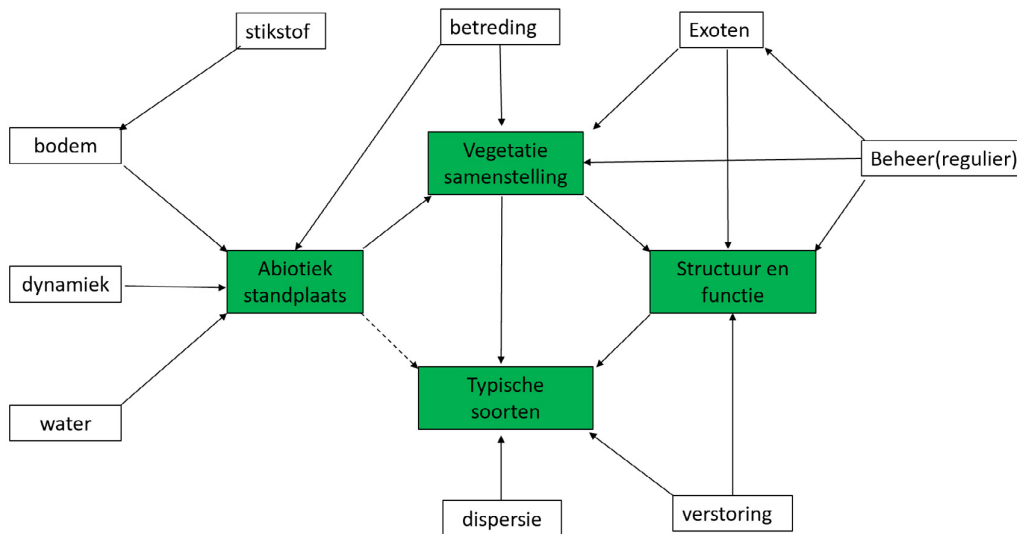 stikstof
betreding
Exoten
bodem
Vegetatie
samenstelling
Beheer(regulier)
dynamiek
Abiotiek
standplaats
Structuur en
functie
Typische
soorten
water
dispersie
verstoring